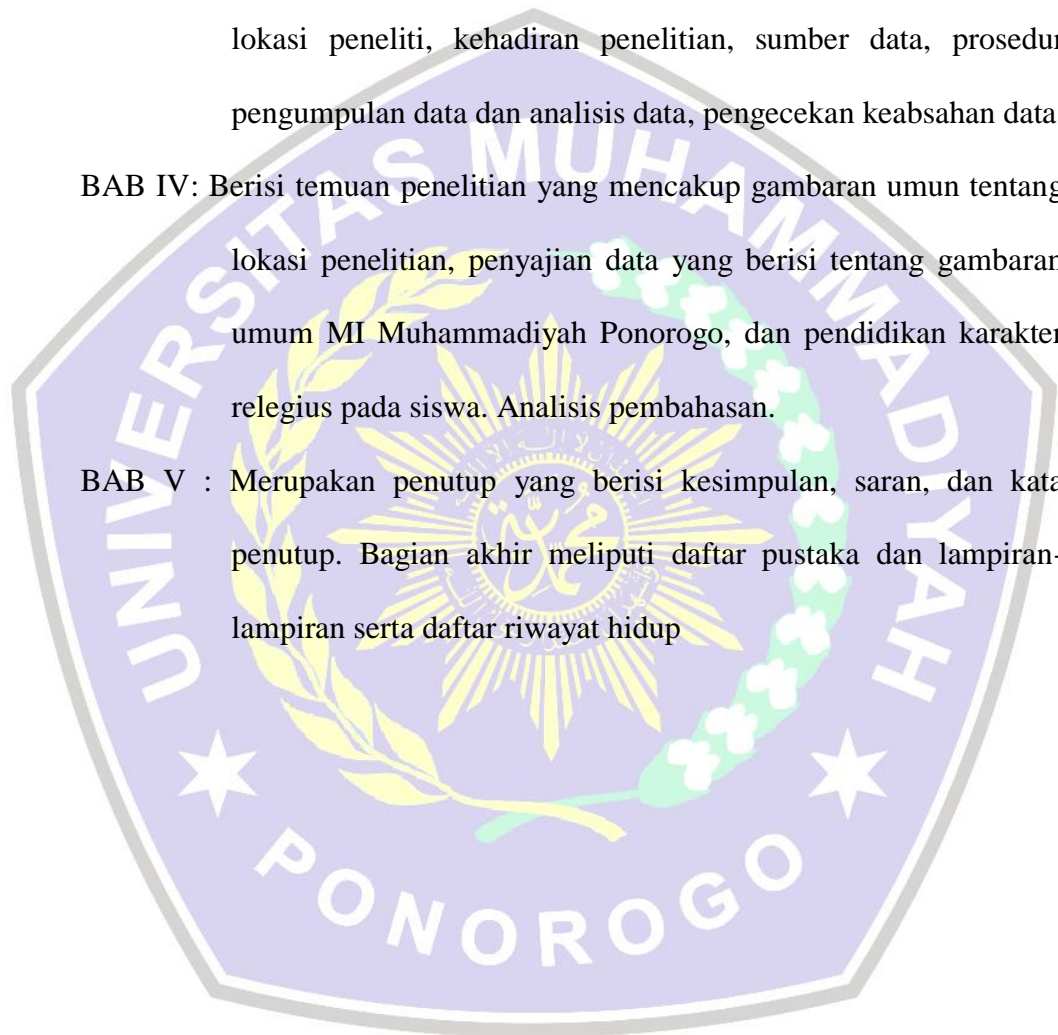 lokasi peneliti, kehadiran penelitian, sumber data, prosedur
pengumpulan data dan analisis data, pengecekan keabsahan data
BAB IV: Berisi temuan penelitian yang mencakup gambaran umun tentang
lokasi penelitian, penyajian data yang berisi tentang gambaran
umum MI Muhammadiyah Ponorogo, dan pendidikan karakter
relegius pada siswa. Analisis pembahasan.
BAB V : Merupakan penutup yang berisi kesimpulan, saran, dan kata
penutup. Bagian akhir meliputi daftar pustaka dan lampiran-
lampiran serta daftar riwayat hidup
UNIVERSITAS MUHAMMADIYAH
PONOROGO